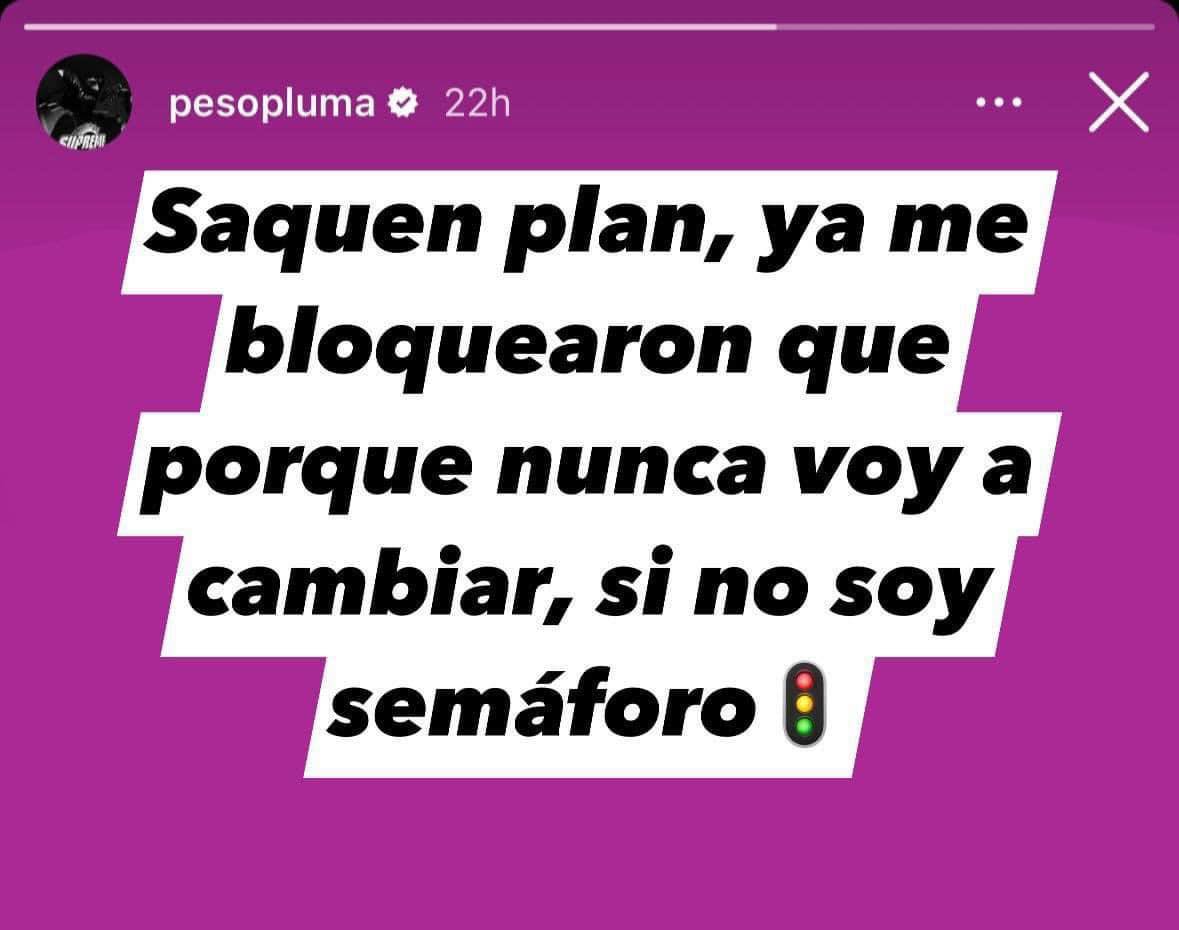 pesopluma 22h
Saquen plan, ya me
bloquearon que
porque nunca voy a
cambiar, si no soy
semáforo 🚦